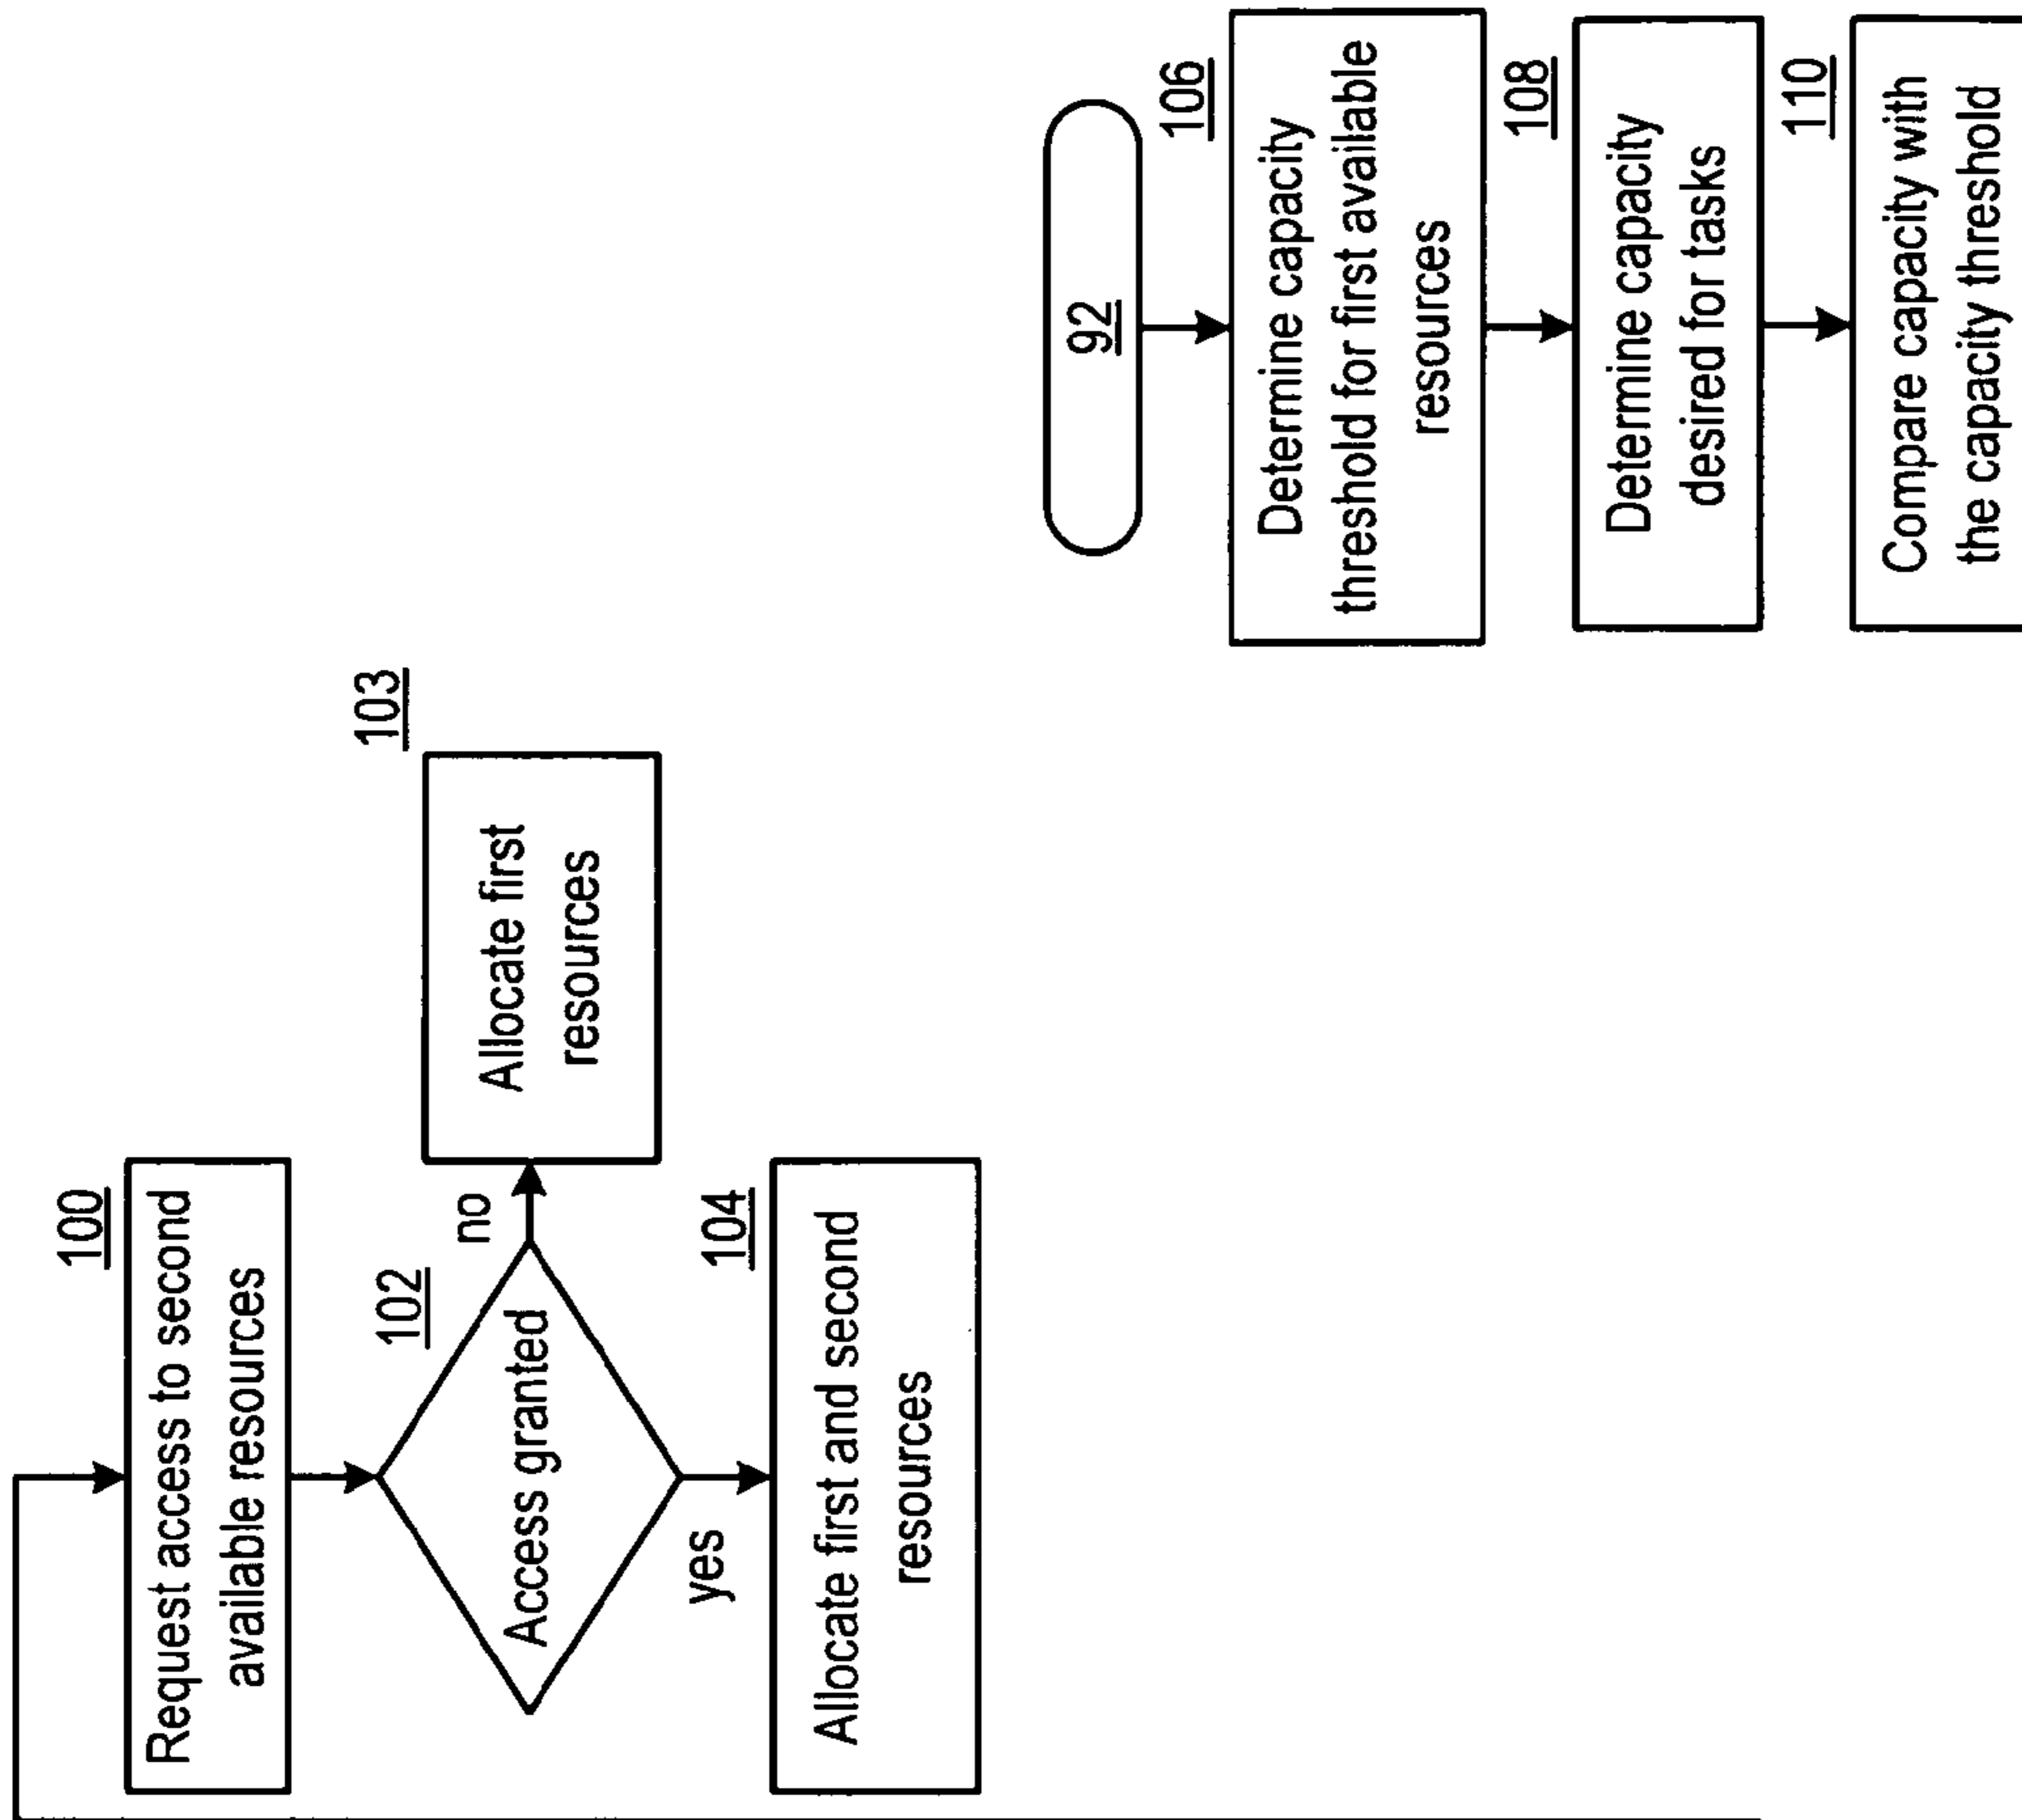 100
Request access to second
available resources
102
Access granted
no
103
Allocate first
resources
yes
104
Allocate first and second
resources
92
106
Determine capacity
threshold for first available
resources
108
Determine capacity
desired for tasks
110
Compare capacity with
the capacity threshold